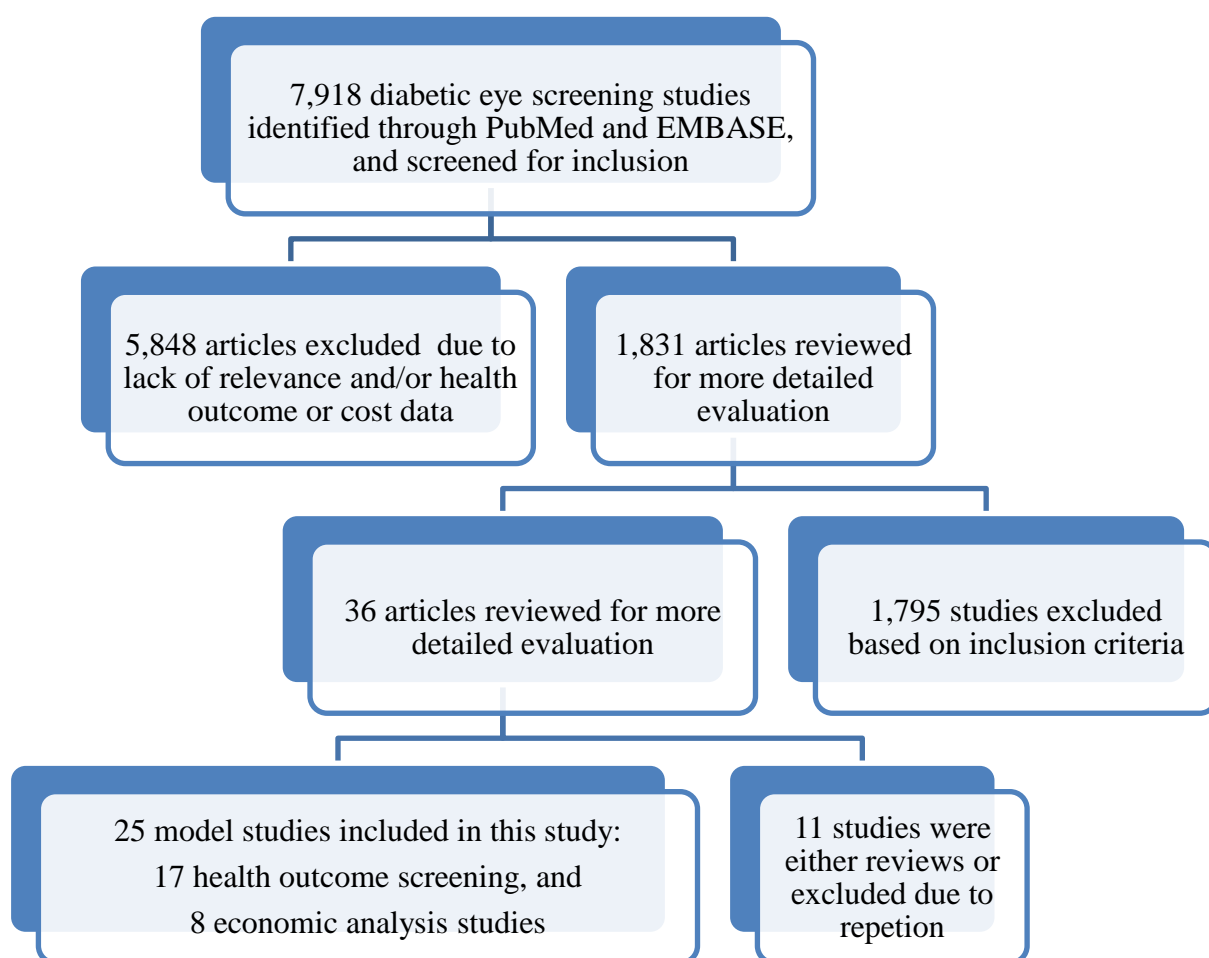 7,918 diabetic eye screening studies
identified through PubMed and EMBASE,
and screened for inclusion
5,848 articles excluded  due to
lack of relevance and/or health
outcome or cost data
1,831 articles reviewed
for more detailed
evaluation
36 articles reviewed for more
detailed evaluation
1,795 studies excluded
based on inclusion criteria
25 model studies included in this study:
17 health outcome screening, and
8 economic analysis studies
11 studies were
either reviews or
excluded due to
repetion